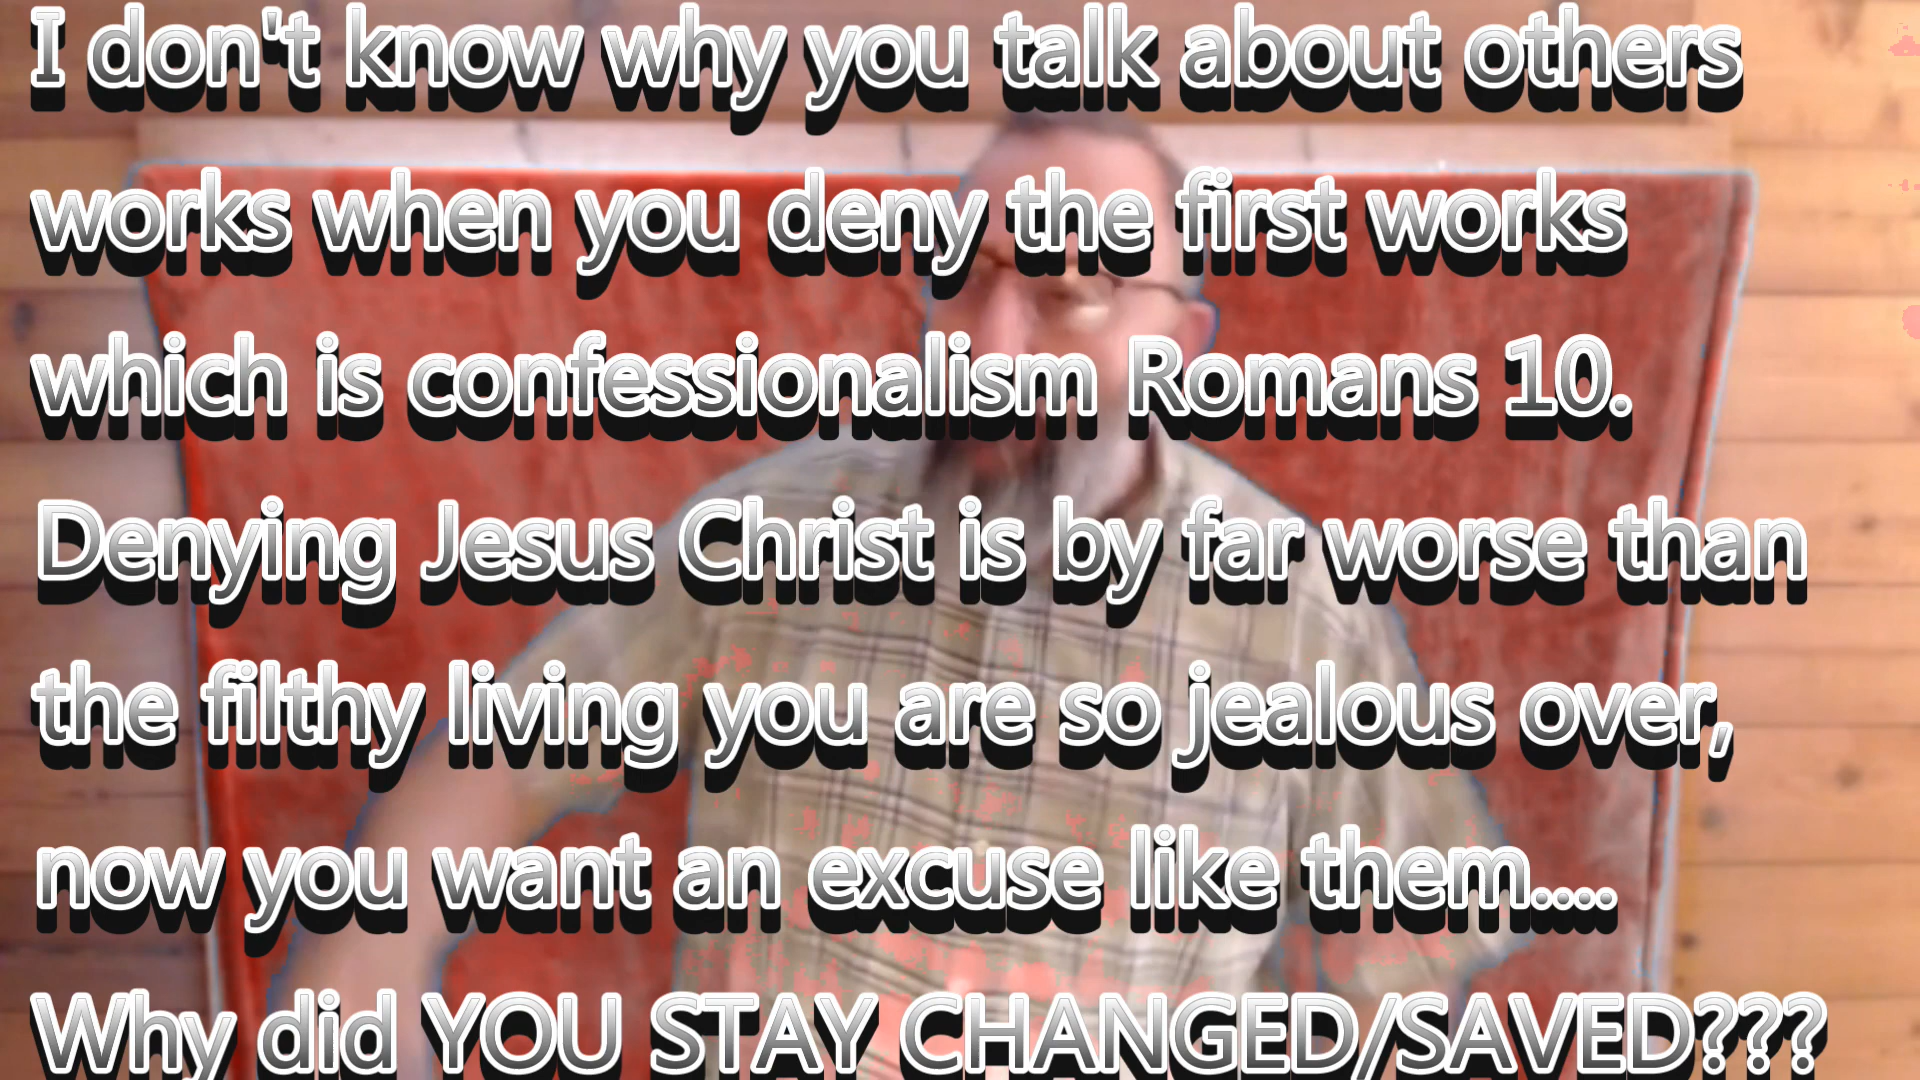 I don't know why you talk about others
works when you deny the first works
which is confessionalism Romans 10.
Denying Jesus Christ is by far worse than
the filthy living you are so jealous over,
now you want an excuse like them....
Why did YOU STAY CHANGED/SAVED???